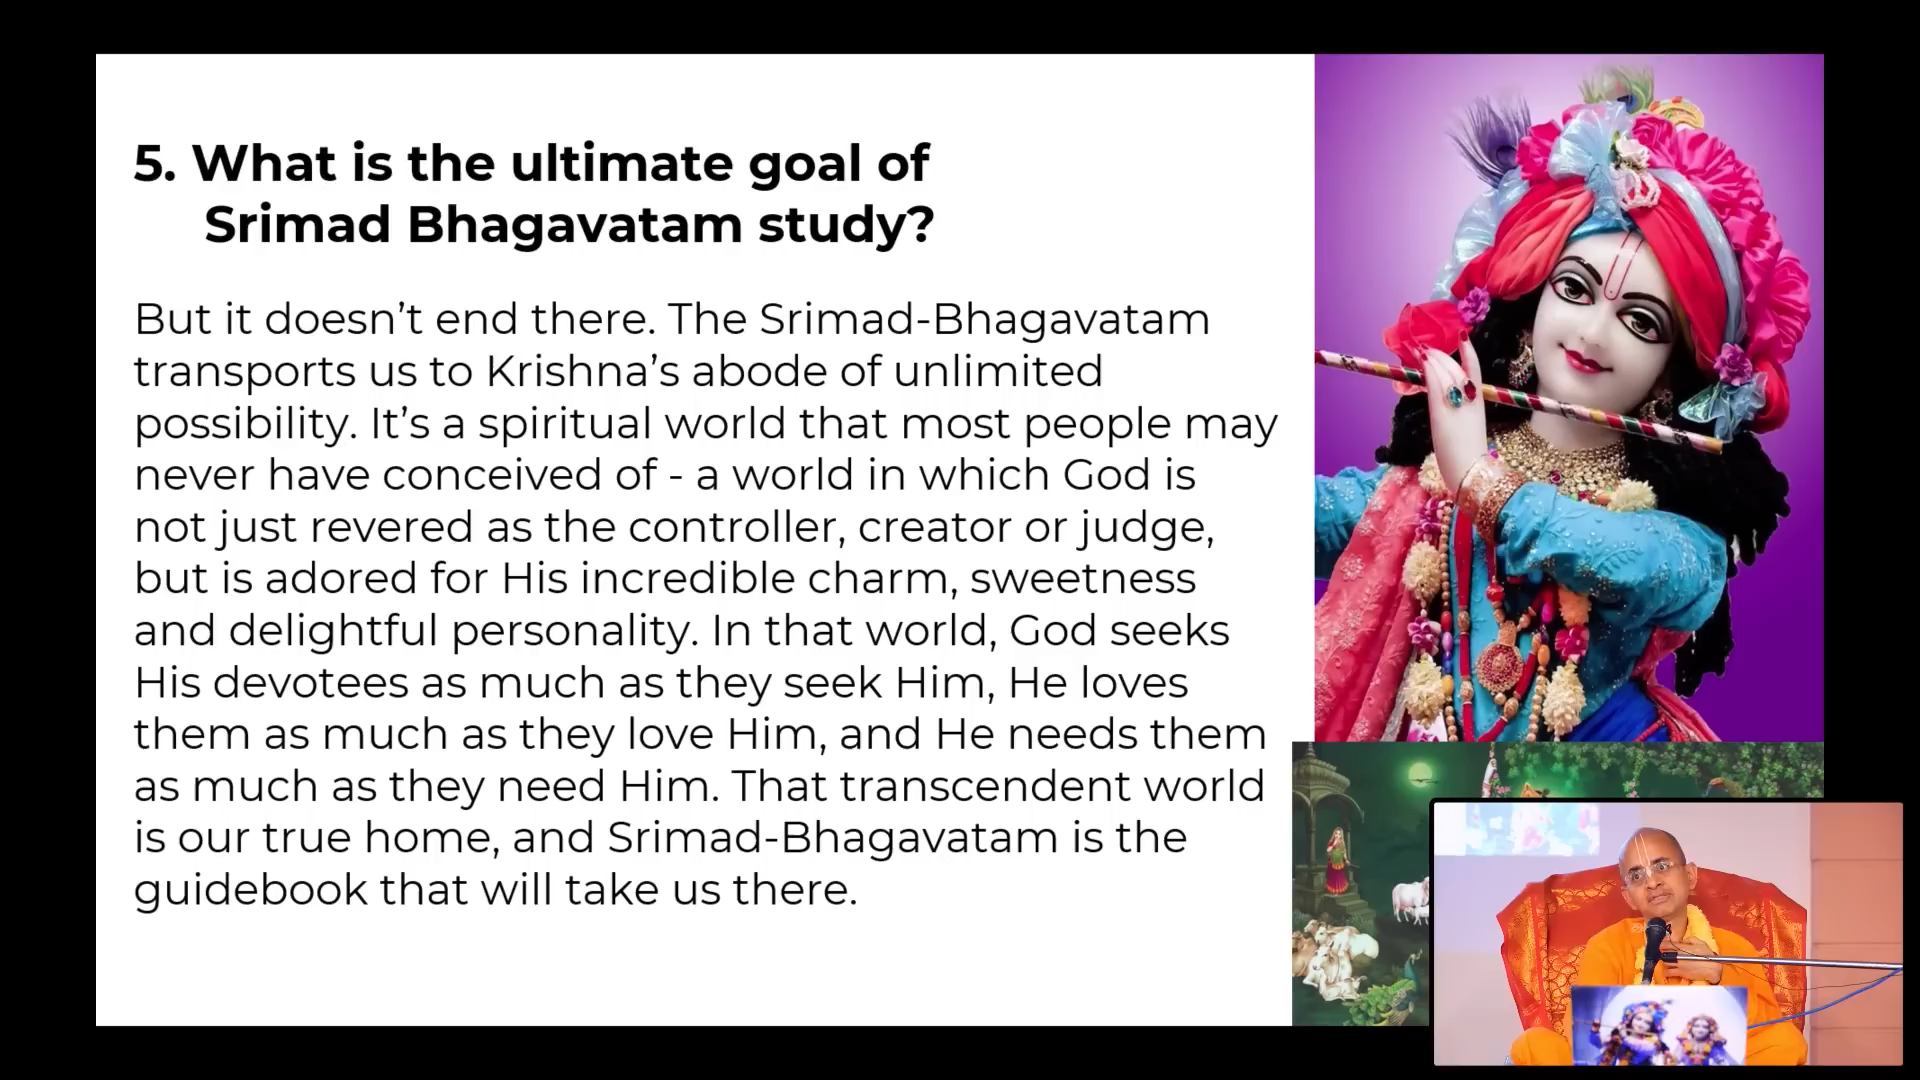 5. What is the ultimate goal of
Srimad Bhagavatam study?
But it doesn’t end there. The Srimad-Bhagavatam
transports us to Krishna’s abode of unlimited
possibility. It’s a spiritual world that most people may
never have conceived of - a world in which God is
not just revered as the controller, creator or judge,
but is adored for His incredible charm, sweetness
and delightful personality. In that world, God seeks
His devotees as much as they seek Him, He loves
them as much as they love Him, and He needs them
as much as they need Him. That transcendent world
is our true home, and Srimad-Bhagavatam is the
guidebook that will take us there.